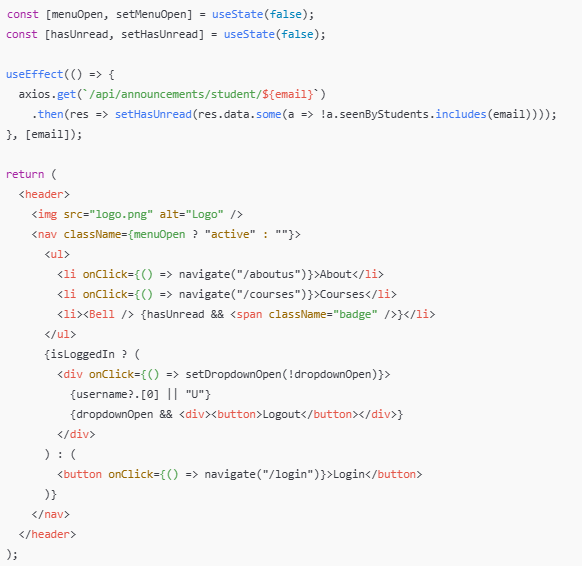 const [menuOpen, setMenuOpen] = useState(false);
const [hasUnread, setHasUnread] = useState(false);

useEffect(() => {
  axios.get(`/api/announcements/student/${email}`)
    .then(res => setHasUnread(res.data.some(a => !a.seenByStudents.includes(email))));
}, [email]);

return (
  <header>
    <img src="logo.png" alt="Logo" />
    <nav className={menuOpen ? "active" : ""}>
      <ul>
        <li onClick={() => navigate("/aboutus")}>About</li>
        <li onClick={() => navigate("/courses")}>Courses</li>
        <li><Bell /> {hasUnread && <span className="badge" />}</li>
      </ul>
      {isLoggedIn ? (
        <div onClick={() => setDropdownOpen(!dropdownOpen)}>
          {username?.[0] || "U"}
          {dropdownOpen && <div><button>Logout</button></div>}
        </div>
      ) : (
        <button onClick={() => navigate("/login")}>Login</button>
      )}
    </nav>
  </header>
);